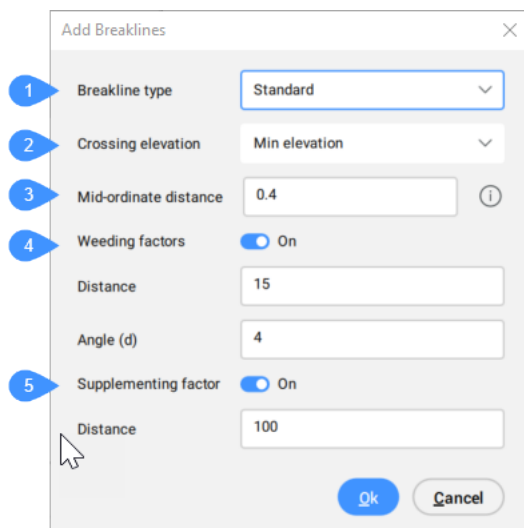 Add Breaklines
1 Breakline type Standard
2 Crossing elevation Min elevation
3 Mid-ordinate distance 0.4 i
4 Weeding factors On
Distance 15
Angle (d) 4
5 Supplementing factor On
Distance 100
Ok Cancel